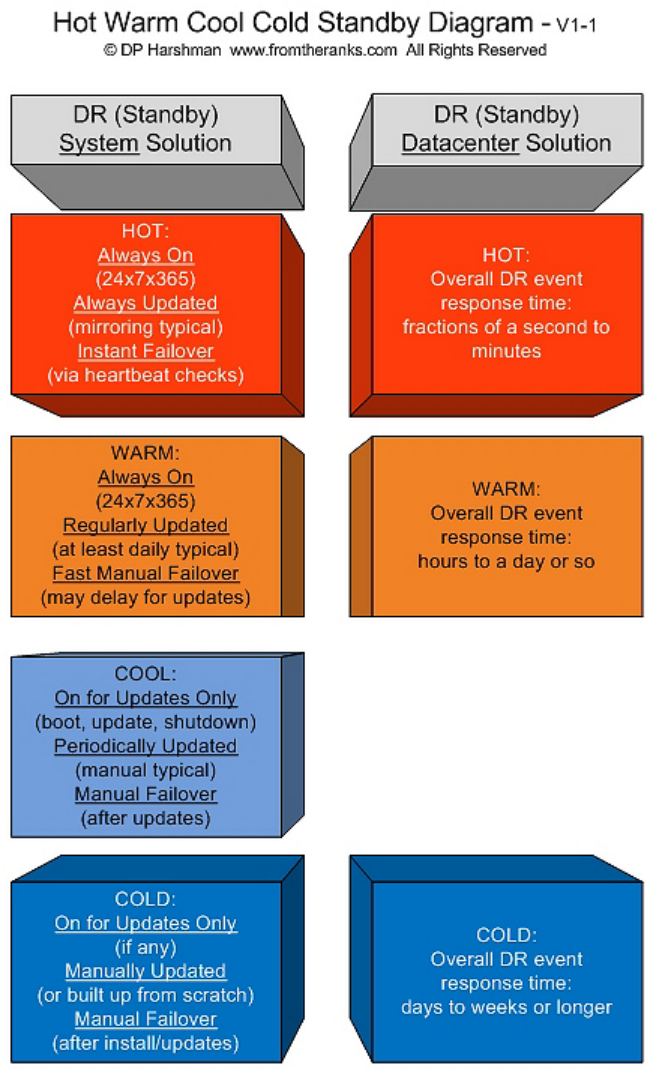 Hot Warm Cool Cold Standby Diagram - V1-1
© DP Harshman www.fromtheranks.com All Rights Reserved
DR (Standby)
System Solution
HOT:
Always On
(24x7x365)
Always Updated
(mirroring typical)
Instant Failover
(via heartbeat checks)
WARM:
Always On
(24x7x365)
Regularly Updated
(at least daily typical)
Fast Manual Failover
(may delay for updates)
COOL:
On for Updates Only
(boot, update, shutdown)
Periodically Updated
(manual typical)
Manual Failover
(after updates)
COLD:
On for Updates Only
(if any)
Manually Updated
(or built up from scratch)
Manual Failover
(after install/updates)
DR (Standby)
Datacenter Solution
HOT:
Overall DR event
response time:
fractions of a second to
minutes
WARM:
Overall DR event
response time:
hours to a day or so
COLD:
Overall DR event
response time:
days to weeks or longer